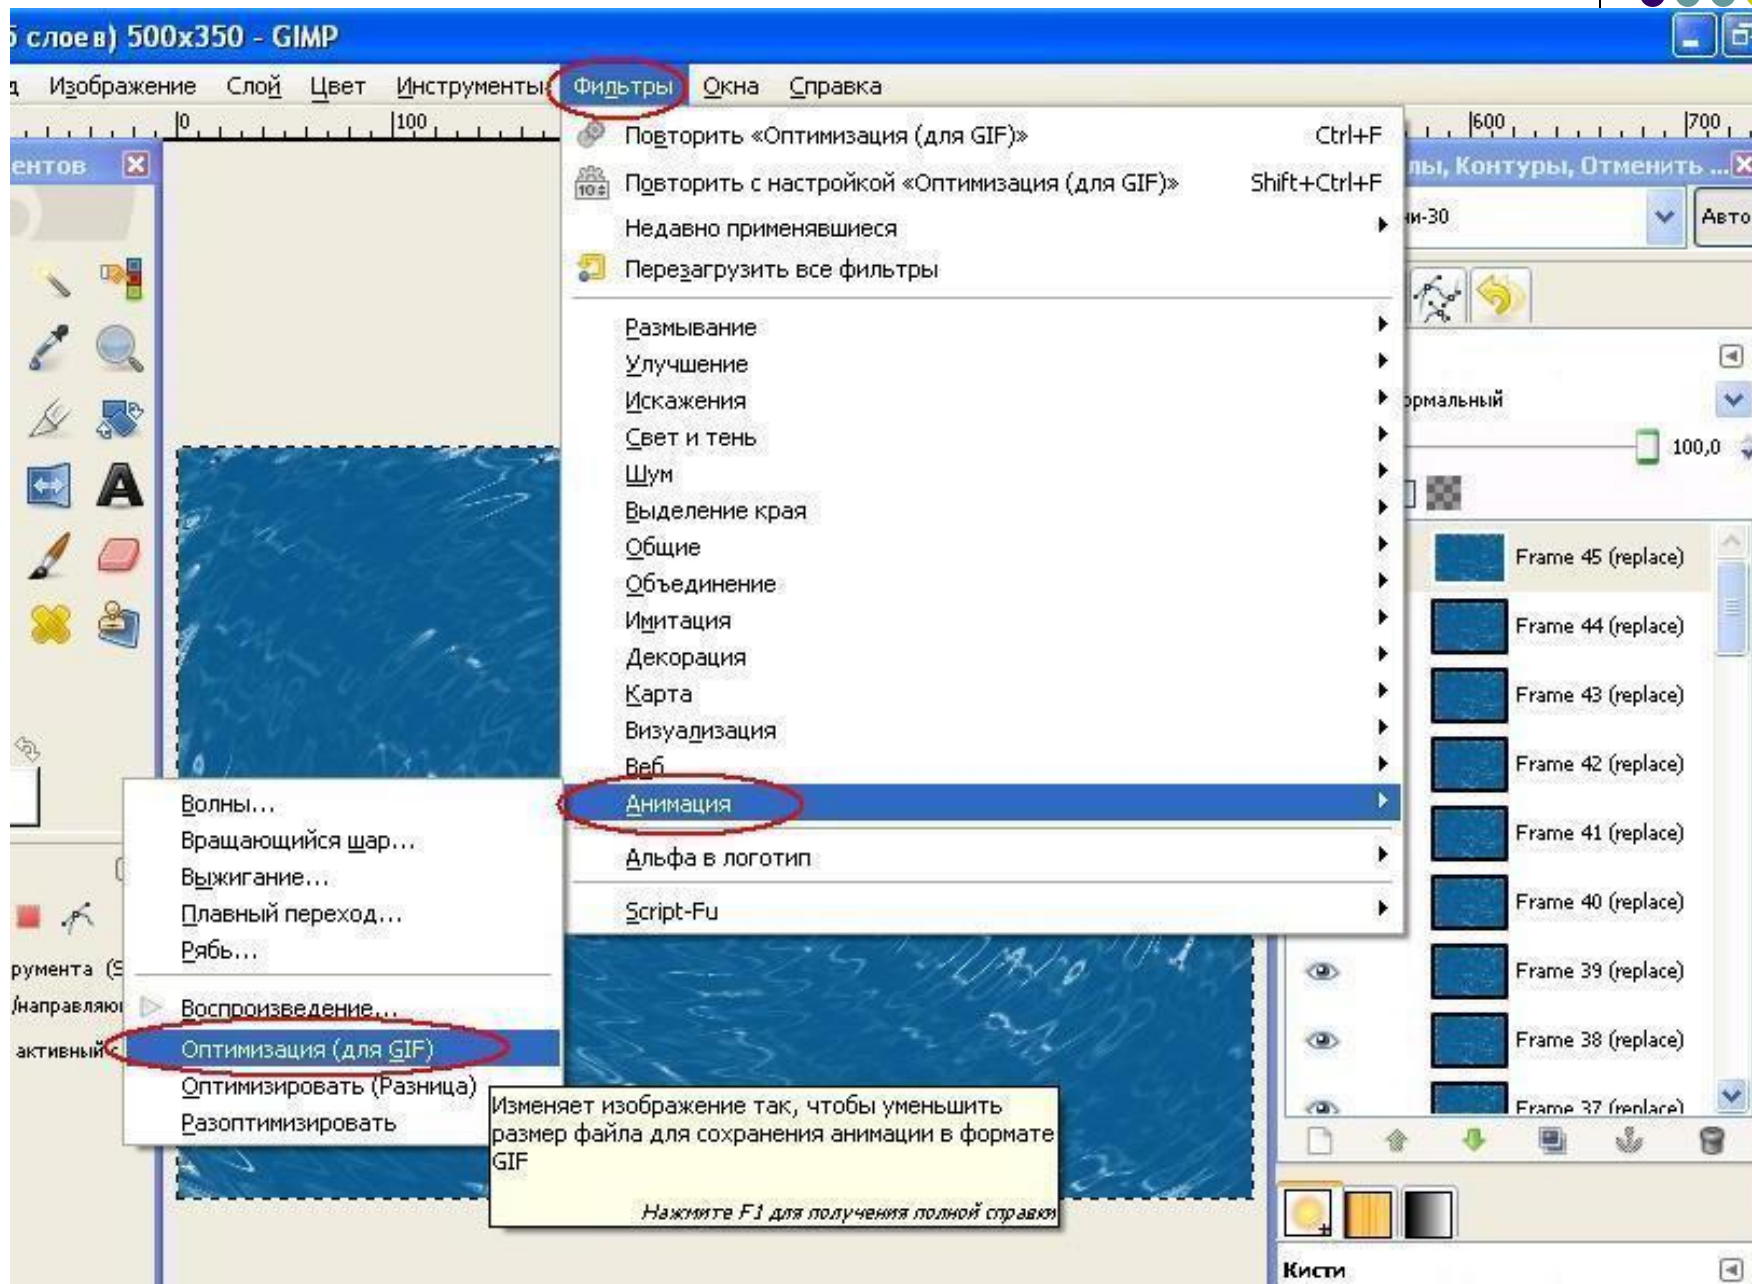 слоев) 500x350 - GIMP
Изображение Слой Цвет Инструменты Фильтры Окна Справка
0 100 600 700
ентов
лы, Контуры, Отменить ...
Повторить «Оптимизация (для GIF)» Ctrl+F
Повторить с настройкой «Оптимизация (для GIF)» Shift+Ctrl+F
ни-30 Авто
Недавно применявшиеся
Перезагрузить все фильтры
Размывание
Улучшение
Искажения
ормальный
Свет и тень
100,0
Шум
Выделение края
Общие
Объединение
Имитация
Декорация
Карта
Визуализация
Веб
Анимация
Альфа в логотип
Script-Fu
Frame 45 (replace)
Frame 44 (replace)
Frame 43 (replace)
Frame 42 (replace)
Frame 41 (replace)
Frame 40 (replace)
Frame 39 (replace)
Frame 38 (replace)
Frame 37 (replace)
Волны...
Вращающийся шар...
Выжигание...
Плавный переход...
Рябь...
Воспроизведение...
Оптимизация (для GIF)
Оптимизировать (Разница)
Разоптимизировать
румента (S
/направляю
активный с
Изменяет изображение так, чтобы уменьшить
размер файла для сохранения анимации в формате
GIF
Нажмите F1 для получения полной справки
Кисти